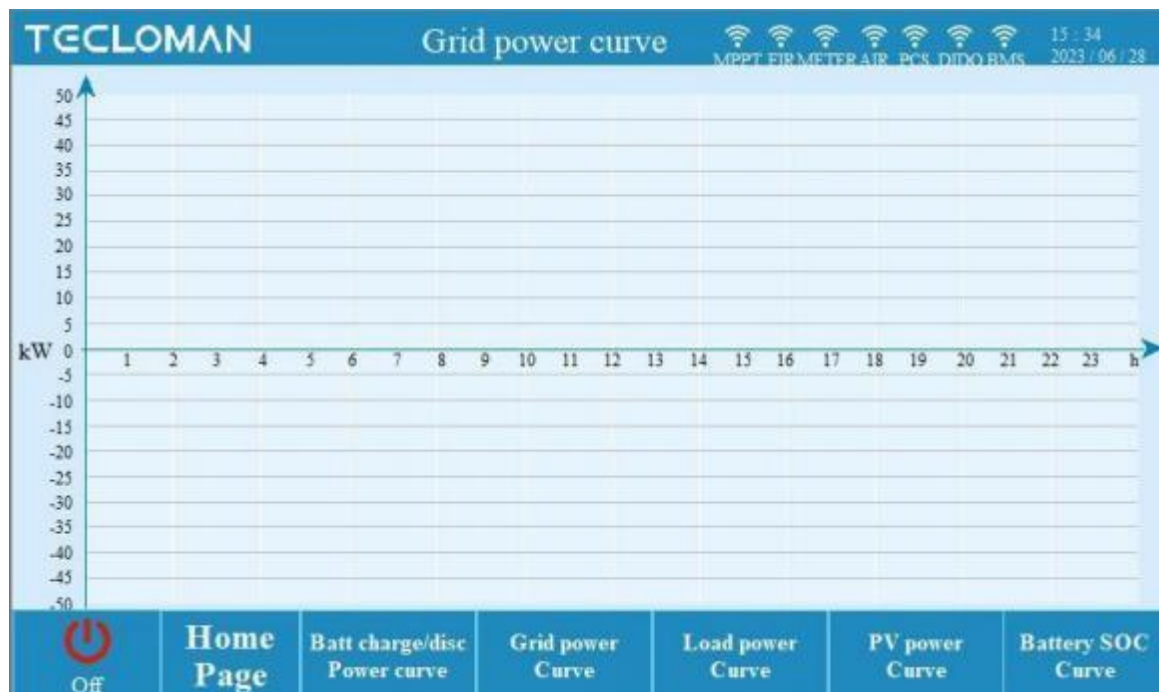 TECLOMAN Grid power curve 15 : 34
MPPT FIR METER AIR PCS DIDO BMS 2023 / 06 / 28
50
45
40
35
30
25
20
15
10
5
kW 0
1 2 3 4 5 6 7 8 9 10 11 12 13 14 15 16 17 18 19 20 21 22 23 h
-5
-10
-15
-20
-25
-30
-35
-40
-45
-50
Off
Home
Page
Batt charge/disc
Power curve
Grid power
Curve
Load power
Curve
PV power
Curve
Battery SOC
Curve